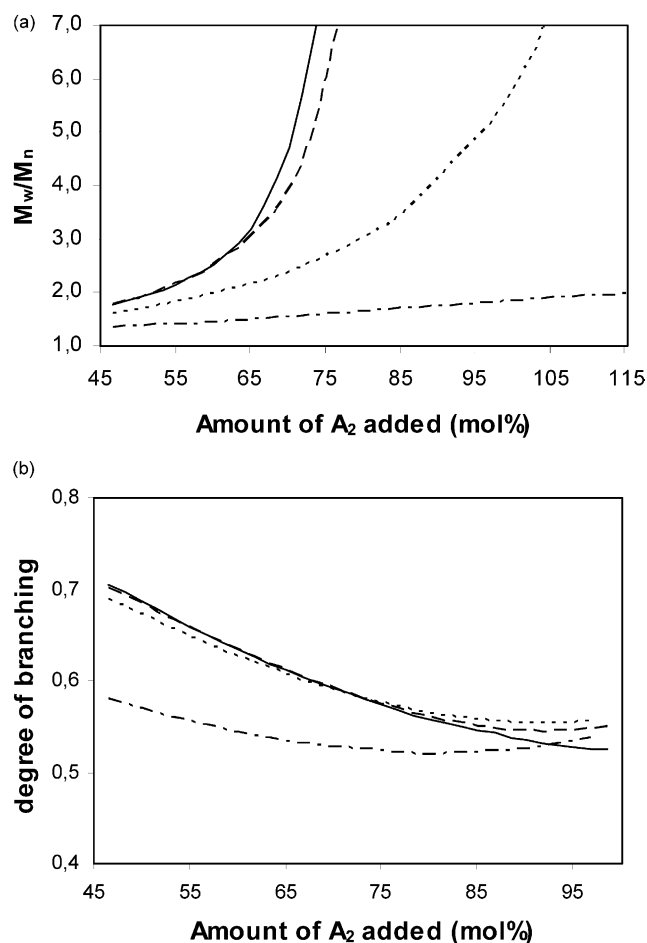 (a)
7,0
6,0
5,0
4,0
3,0
2,0
1,0
Mw/Mn
45 55 65 75 85 95 105 115
Amount of A2 added (mol%)
(b)
0,8
0,7
0,6
0,5
0,4
degree of branching
45 55 65 75 85 95
Amount of A2 added (mol%)